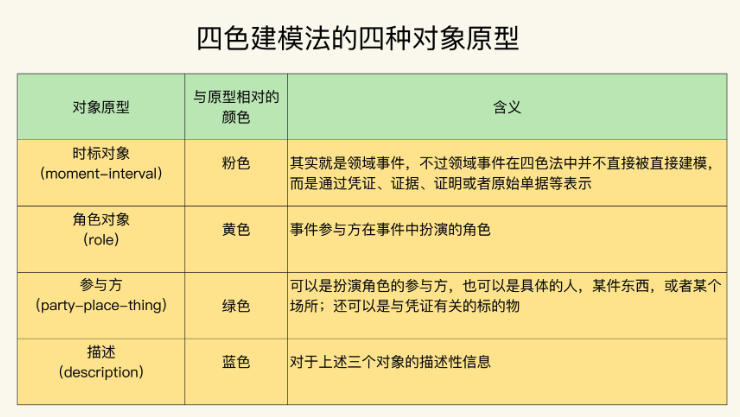 四色建模法的四种对象原型
对象原型
与原型相对的
颜色
含义
时标对象
（moment-interval）
粉色
其实就是领域事件，不过领域事件在四色法中并不直接被直接建模，
而是通过凭证、证据、证明或者原始单据等表示
角色对象
（role）
黄色
事件参与方在事件中扮演的角色
参与方
（party-place-thing）
绿色
可以是扮演角色的参与方，也可以是具体的人，某件东西，或者某个
场所；还可以是与凭证有关的标的物
描述
（description）
蓝色
对于上述三个对象的描述性信息